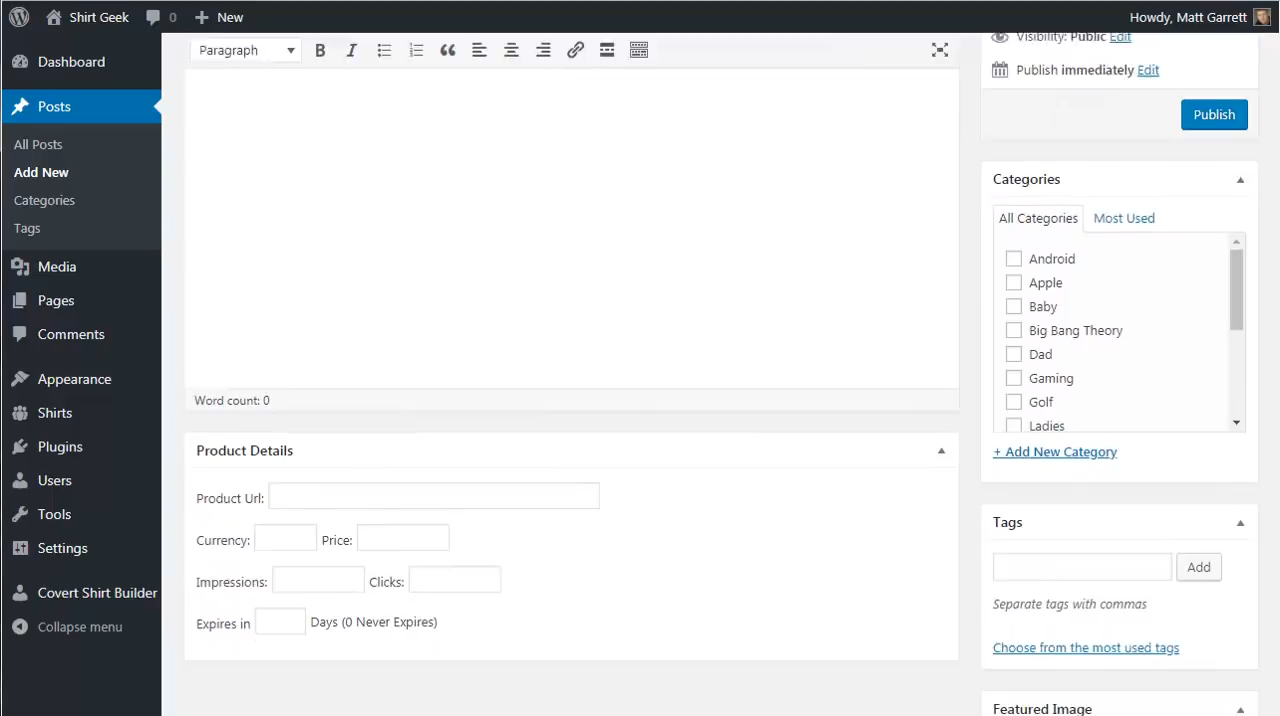 Shirt Geek 0 New Howdy, Matt Garrett
Dashboard
Posts
All Posts
Add New
Categories
Tags
Media
Pages
Comments
Appearance
Shirts
Plugins
Users
Tools
Settings
Covert Shirt Builder
Collapse menu
Paragraph B I
Word count: 0
Product Details
Product Url:
Currency: Price:
Impressions: Clicks:
Expires in Days (0 Never Expires)
Visibility: Public Edit
Publish immediately Edit
Publish
Categories
All Categories Most Used
Android
Apple
Baby
Big Bang Theory
Dad
Gaming
Golf
Ladies
+ Add New Category
Tags
Add
Separate tags with commas
Choose from the most used tags
Featured Image